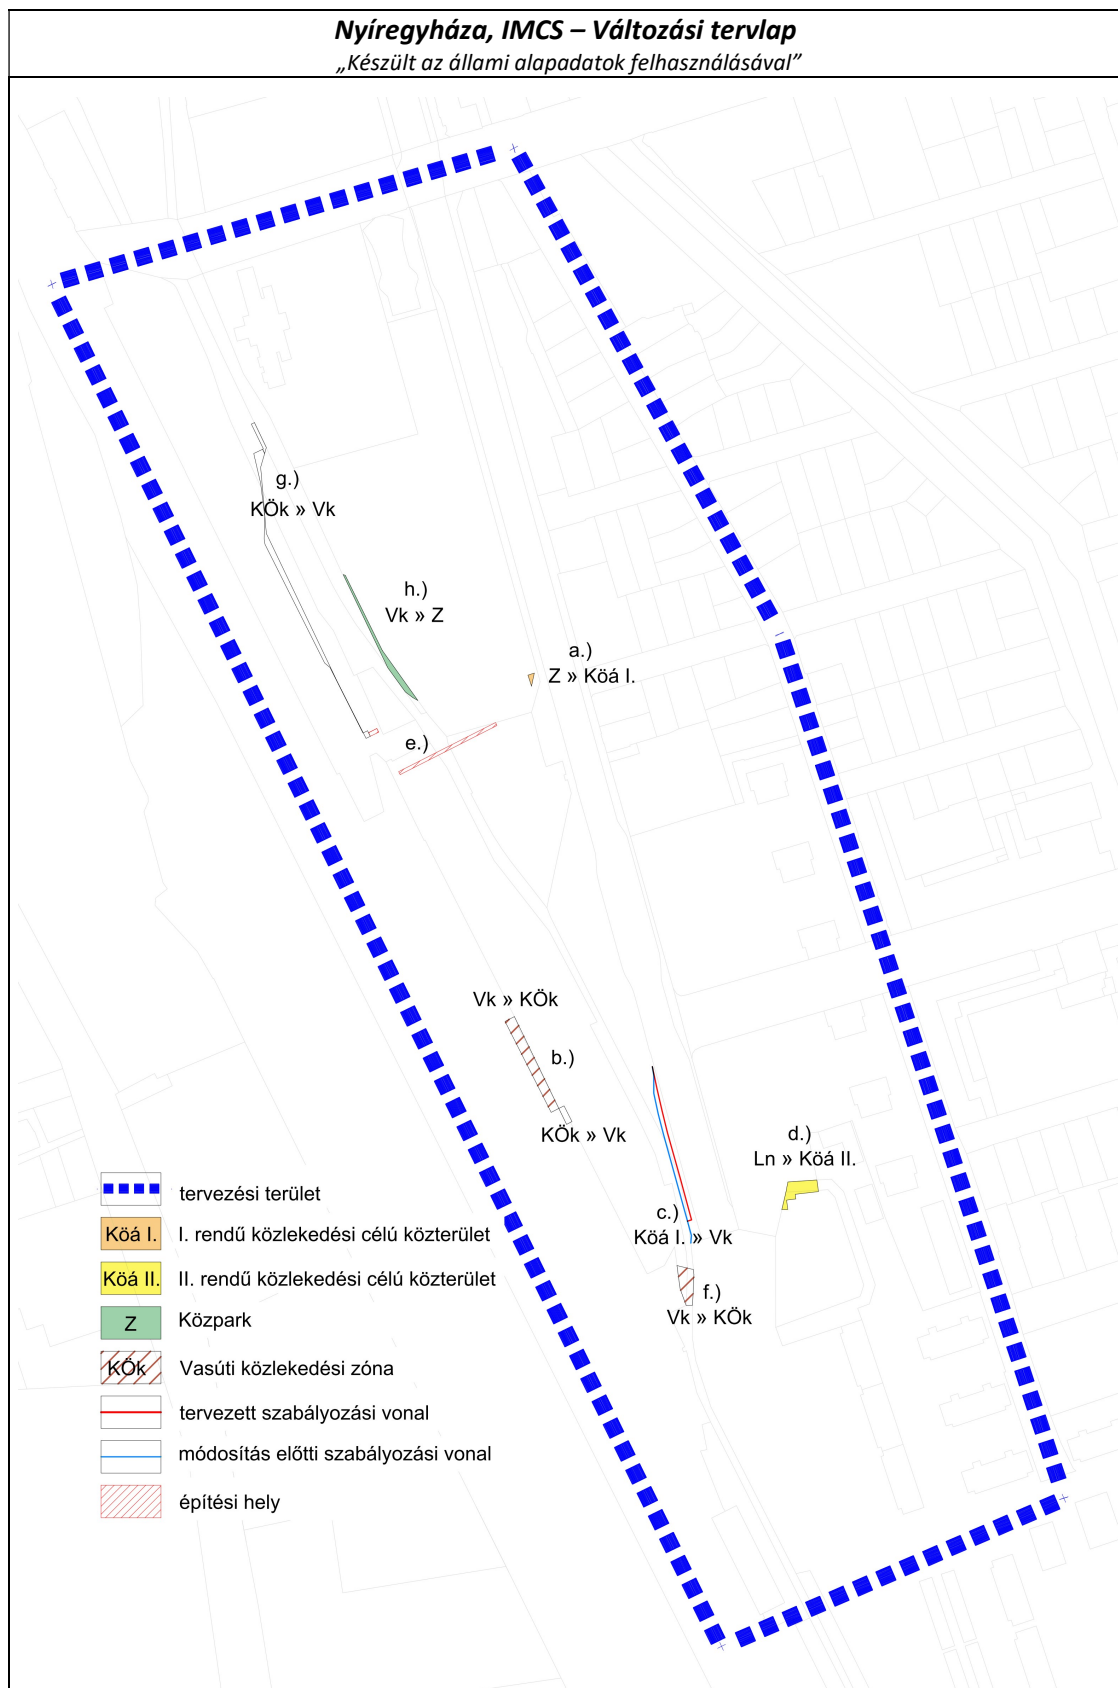 Nyíregyháza, IMCS – Változási tervlap
„Készült az állami alapadatok felhasználásával”
g.)
KÖk » Vk
h.)
Vk » Z
a.)
Z » Köá I.
e.)
Vk » KÖk
b.)
KÖk » Vk
d.)
Ln » Köá II.
c.)
Köá I. » Vk
f.)
Vk » KÖk
tervezési terület
Köá I. I. rendű közlekedési célú közterület
Köá II. II. rendű közlekedési célú közterület
Z Közpark
KÖk Vasúti közlekedési zóna
tervezett szabályozási vonal
módosítás előtti szabályozási vonal
építési hely